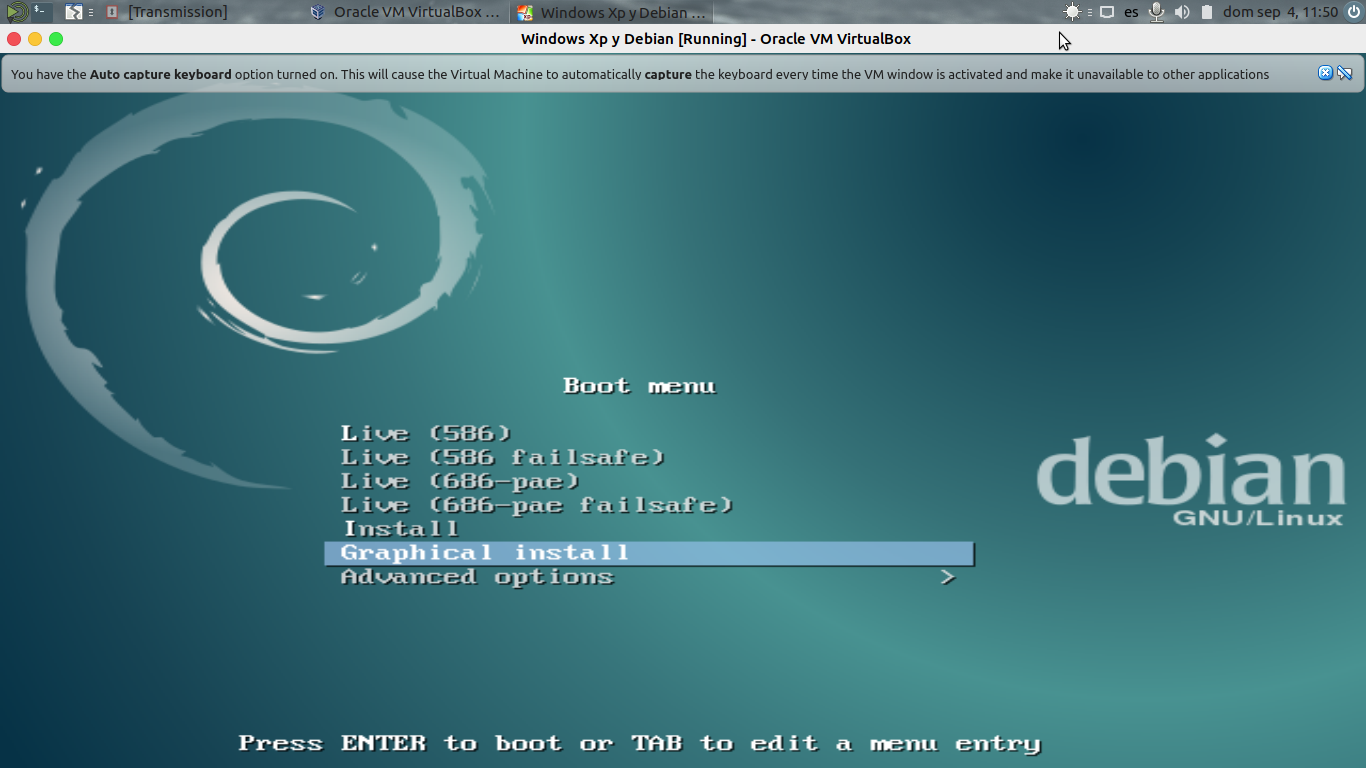 [Transmission] Oracle VM VirtualBox ... Windows Xp y Debian ... es dom sep 4, 11:50
Windows Xp y Debian [Running] - Oracle VM VirtualBox
You have the Auto capture keyboard option turned on. This will cause the Virtual Machine to automatically capture the keyboard every time the VM window is activated and make it unavailable to other applications
Boot menu
Live (586)
Live (586 failsafe)
Live (686-pae)
Live (686-pae failsafe)
Install
Graphical install
Advanced options >
debian
GNU/Linux
Press ENTER to boot or TAB to edit a menu entry